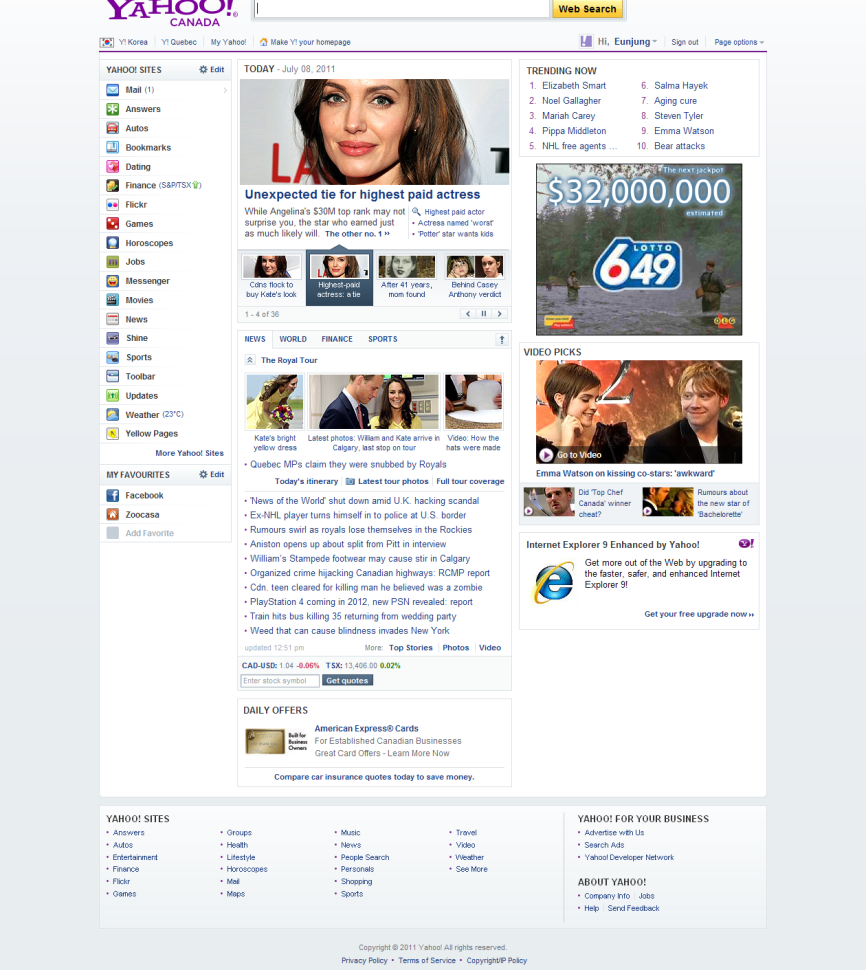 YAHOO!
CANADA
Web Search
Y! Korea
Y! Quebec
My Yahoo!
Make Y! your homepage
Hi, Eunjung
Sign out
Page options
YAHOO! SITES
Edit
Mail (1)
Answers
Autos
Bookmarks
Dating
Finance (S&P/TSX)
Flickr
Games
Horoscopes
Jobs
Messenger
Movies
News
Shine
Sports
Toolbar
Updates
Weather (23°C)
Yellow Pages
More Yahoo! Sites
MY FAVOURITES
Edit
Facebook
Zoocasa
Add Favorite
TODAY - July 08, 2011
Unexpected tie for highest paid actress
While Angelina's $30M top rank may not
surprise you, the star who earned just
as much likely will. The other no. 1 ››
Highest paid actor
• Actress named 'worst'
• 'Potter' star wants kids
Cdns flock to
buy Kate's look
Highest-paid
actress: a tie
After 41 years,
mom found
Behind Casey
Anthony verdict
1 - 4 of 36
NEWS
WORLD
FINANCE
SPORTS
The Royal Tour
Kate's bright
yellow dress
Latest photos: William and Kate arrive in
Calgary, last stop on tour
Video: How the
hats were made
• Quebec MPs claim they were snubbed by Royals
Today's itinerary
Latest tour photos
Full tour coverage
• 'News of the World' shut down amid U.K. hacking scandal
• Ex-NHL player turns himself in to police at U.S. border
• Rumours swirl as royals lose themselves in the Rockies
• Aniston opens up about split from Pitt in interview
• William's Stampede footwear may cause stir in Calgary
• Organized crime hijacking Canadian highways: RCMP report
• Cdn. teen cleared for killing man he believed was a zombie
• PlayStation 4 coming in 2012, new PSN revealed: report
• Train hits bus killing 35 returning from wedding party
• Weed that can cause blindness invades New York
updated 12:51 pm
More: Top Stories
Photos
Video
CAD-USD: 1.04 -0.06% TSX: 13,406.00 0.02%
Enter stock symbol
Get quotes
DAILY OFFERS
Built for
Business
Owners
American Express® Cards
For Established Canadian Businesses
Great Card Offers - Learn More Now
Compare car insurance quotes today to save money.
TRENDING NOW
1. Elizabeth Smart
2. Noel Gallagher
3. Mariah Carey
4. Pippa Middleton
5. NHL free agents ...
6. Salma Hayek
7. Aging cure
8. Steven Tyler
9. Emma Watson
10. Bear attacks
The next jackpot
$32,000,000
estimated
LOTTO
649
OLG
VIDEO PICKS
Go to Video
Emma Watson on kissing co-stars: 'awkward'
Did 'Top Chef
Canada' winner
cheat?
Rumours about
the new star of
'Bachelorette'
Internet Explorer 9 Enhanced by Yahoo!
Y!
Get more out of the Web by upgrading to
the faster, safer, and enhanced Internet
Explorer 9!
Get your free upgrade now ››
YAHOO! SITES
• Answers
• Autos
• Entertainment
• Finance
• Flickr
• Games
• Groups
• Health
• Lifestyle
• Horoscopes
• Mail
• Maps
• Music
• News
• People Search
• Personals
• Shopping
• Sports
• Travel
• Video
• Weather
• See More
YAHOO! FOR YOUR BUSINESS
• Advertise with Us
• Search Ads
• Yahoo! Developer Network
ABOUT YAHOO!
• Company Info
Jobs
• Help
Send Feedback
Copyright © 2011 Yahoo! All rights reserved.
Privacy Policy • Terms of Service • Copyright/IP Policy